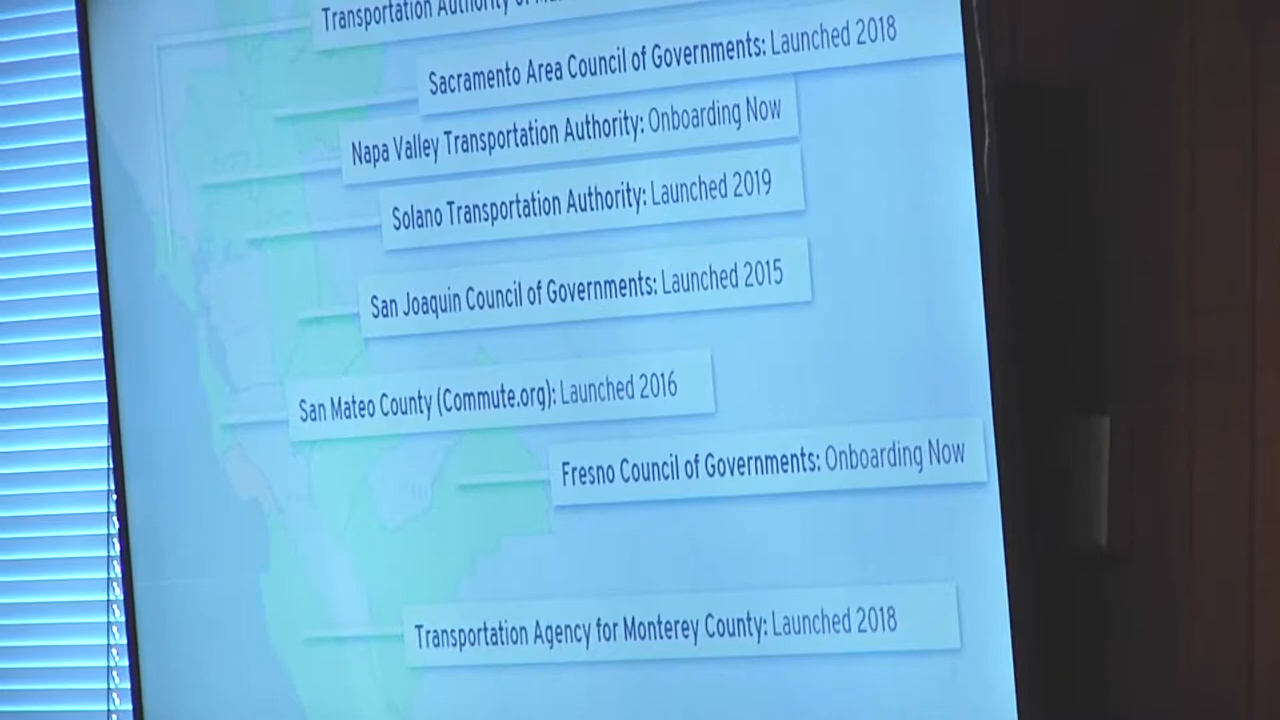 Transportation Authority
Sacramento Area Council of Governments: Launched 2018
Napa Valley Transportation Authority: Onboarding Now
Solano Transportation Authority: Launched 2019
San Joaquin Council of Governments: Launched 2015
San Mateo County (Commute.org): Launched 2016
Fresno Council of Governments: Onboarding Now
Transportation Agency for Monterey County: Launched 2018